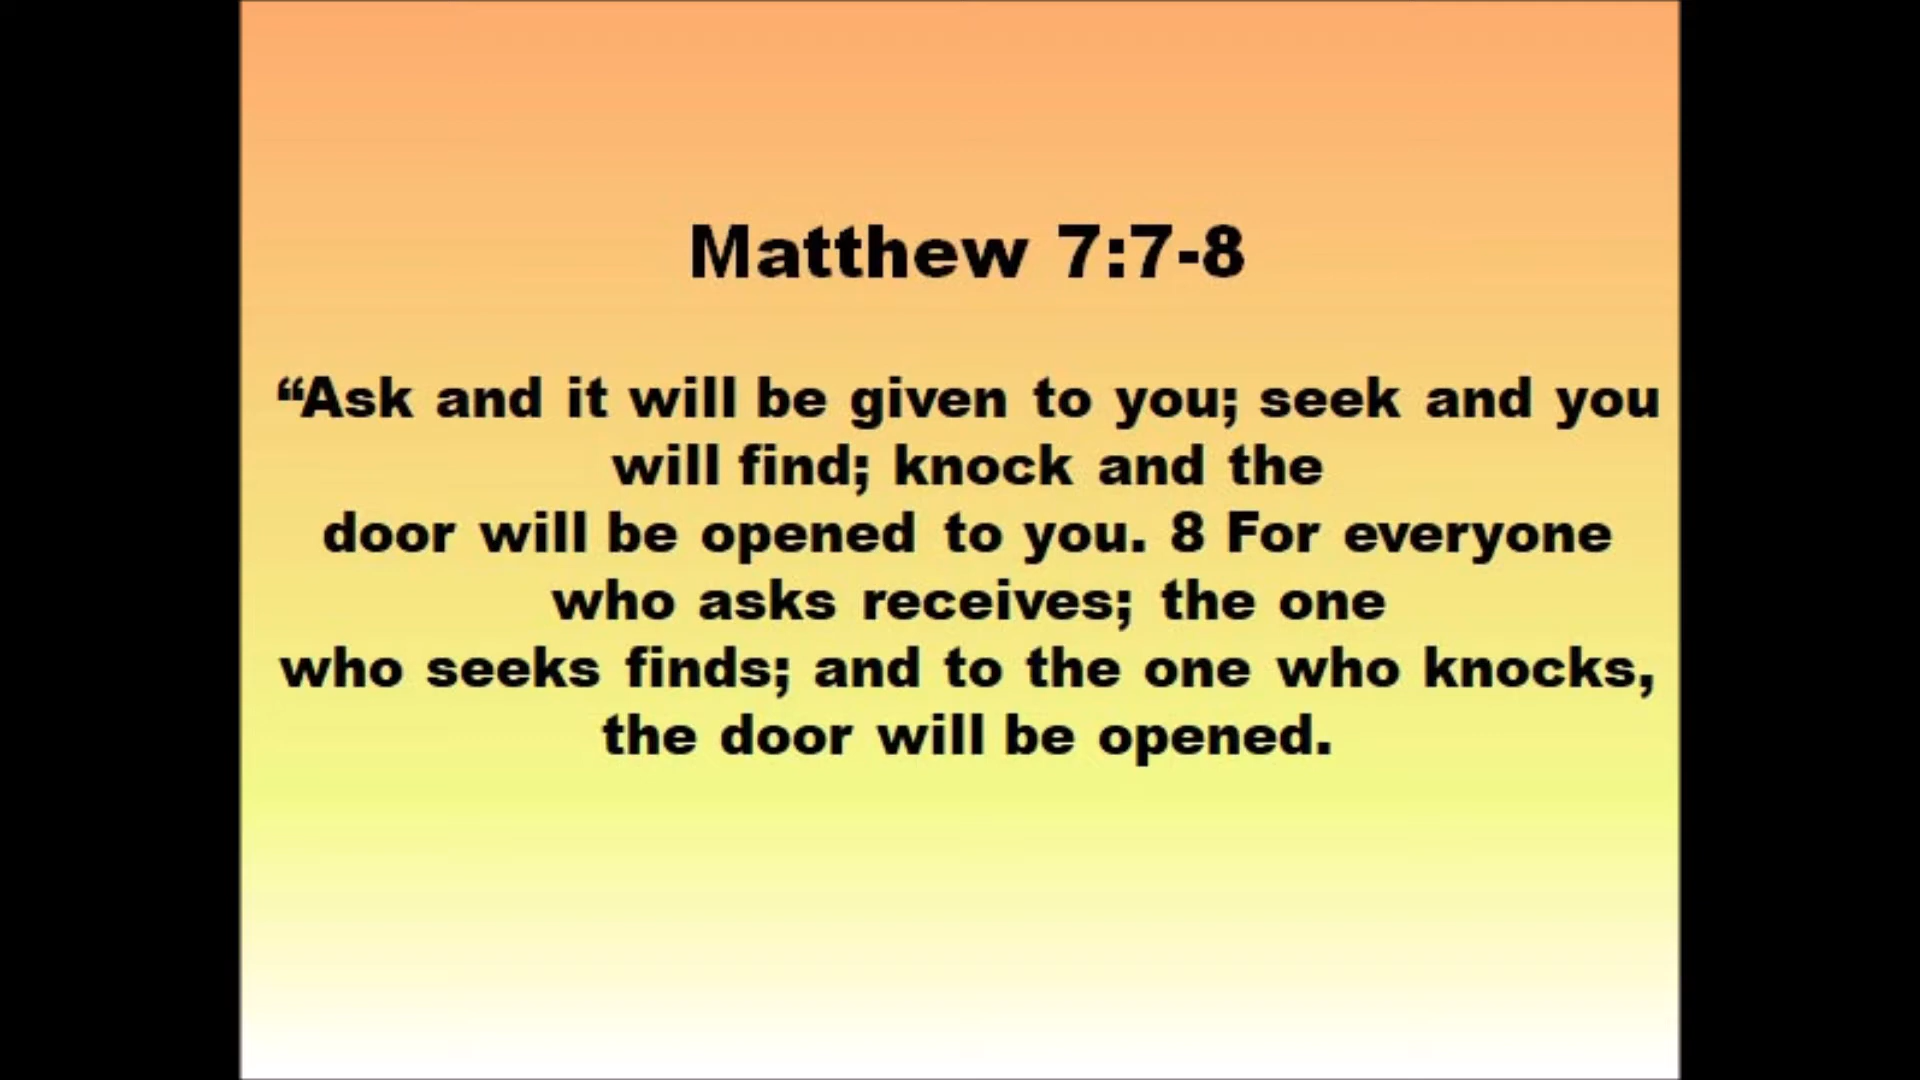 Matthew 7:7-8
“Ask and it will be given to you; seek and you
will find; knock and the
door will be opened to you. 8 For everyone
who asks receives; the one
who seeks finds; and to the one who knocks,
the door will be opened.